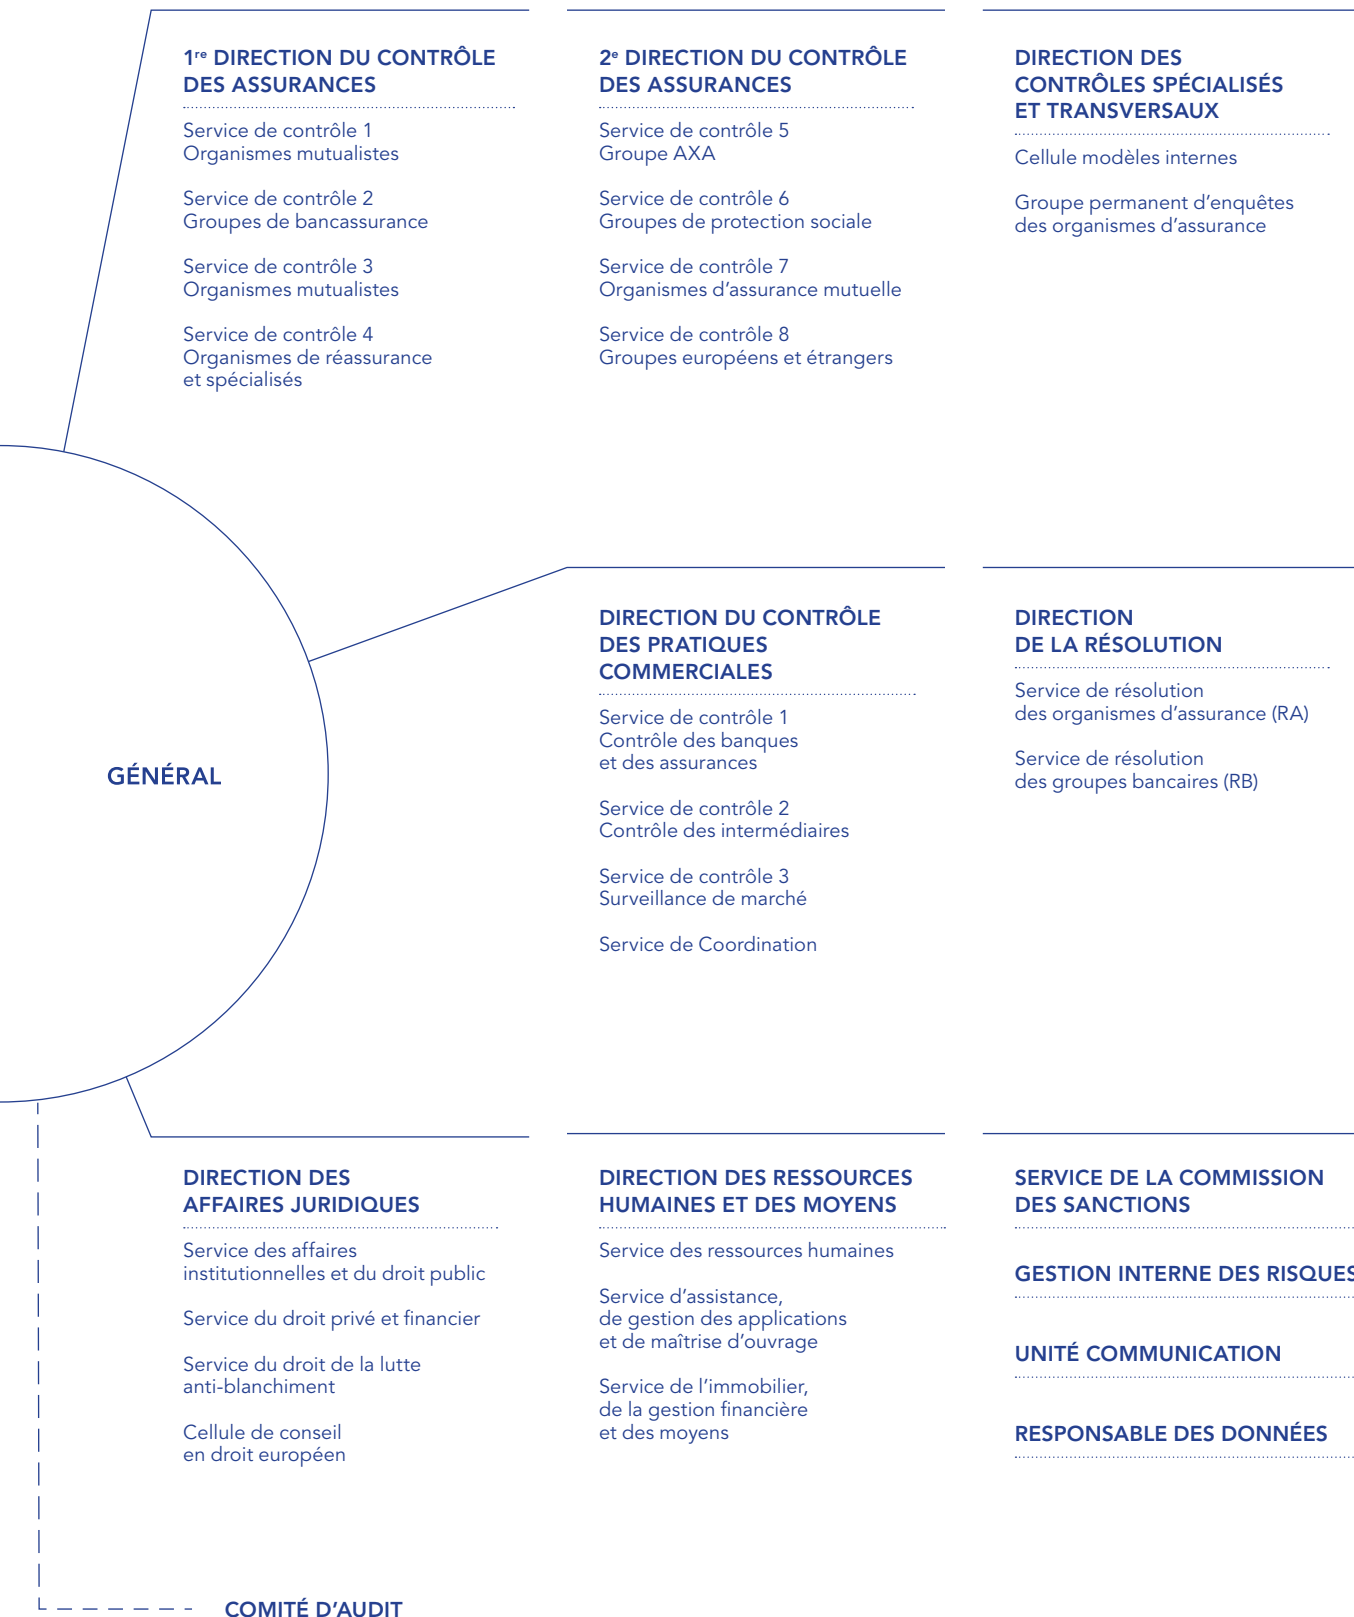 1re DIRECTION DU CONTRÔLE
DES ASSURANCES
Service de contrôle 1
Organismes mutualistes
Service de contrôle 2
Groupes de bancassurance
Service de contrôle 3
Organismes mutualistes
Service de contrôle 4
Organismes de réassurance
et spécialisés
2e DIRECTION DU CONTRÔLE
DES ASSURANCES
Service de contrôle 5
Groupe AXA
Service de contrôle 6
Groupes de protection sociale
Service de contrôle 7
Organismes d’assurance mutuelle
Service de contrôle 8
Groupes européens et étrangers
DIRECTION DES
CONTRÔLES SPÉCIALISÉS
ET TRANSVERSAUX
Cellule modèles internes
Groupe permanent d’enquêtes
des organismes d’assurance
GÉNÉRAL
DIRECTION DU CONTRÔLE
DES PRATIQUES
COMMERCIALES
Service de contrôle 1
Contrôle des banques
et des assurances
Service de contrôle 2
Contrôle des intermédiaires
Service de contrôle 3
Surveillance de marché
Service de Coordination
DIRECTION
DE LA RÉSOLUTION
Service de résolution
des organismes d’assurance (RA)
Service de résolution
des groupes bancaires (RB)
DIRECTION DES
AFFAIRES JURIDIQUES
Service des affaires
institutionnelles et du droit public
Service du droit privé et financier
Service du droit de la lutte
anti-blanchiment
Cellule de conseil
en droit européen
DIRECTION DES RESSOURCES
HUMAINES ET DES MOYENS
Service des ressources humaines
Service d’assistance,
de gestion des applications
et de maîtrise d’ouvrage
Service de l’immobilier,
de la gestion financière
et des moyens
SERVICE DE LA COMMISSION
DES SANCTIONS
GESTION INTERNE DES RISQUES
UNITÉ COMMUNICATION
RESPONSABLE DES DONNÉES
COMITÉ D’AUDIT